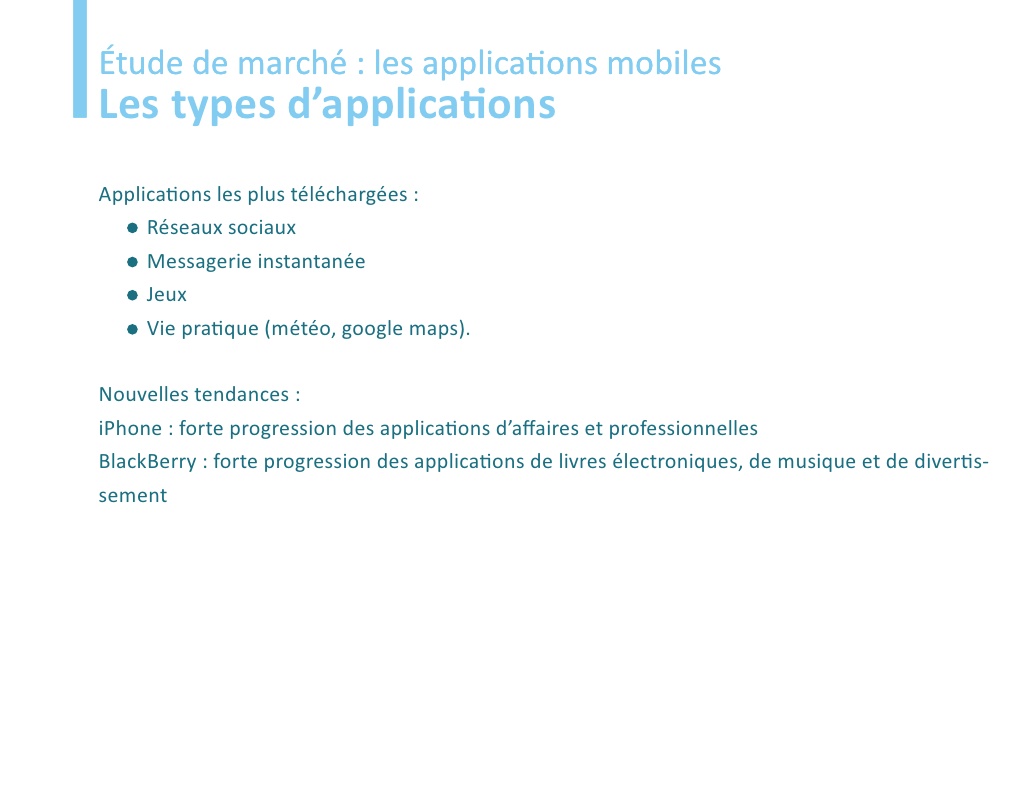 Étude de marché : les applications mobiles
Les types d’applications
Applications les plus téléchargées :
● Réseaux sociaux
● Messagerie instantanée
● Jeux
● Vie pratique (météo, google maps).
Nouvelles tendances :
iPhone : forte progression des applications d’affaires et professionnelles
BlackBerry : forte progression des applications de livres électroniques, de musique et de divertis-
sement